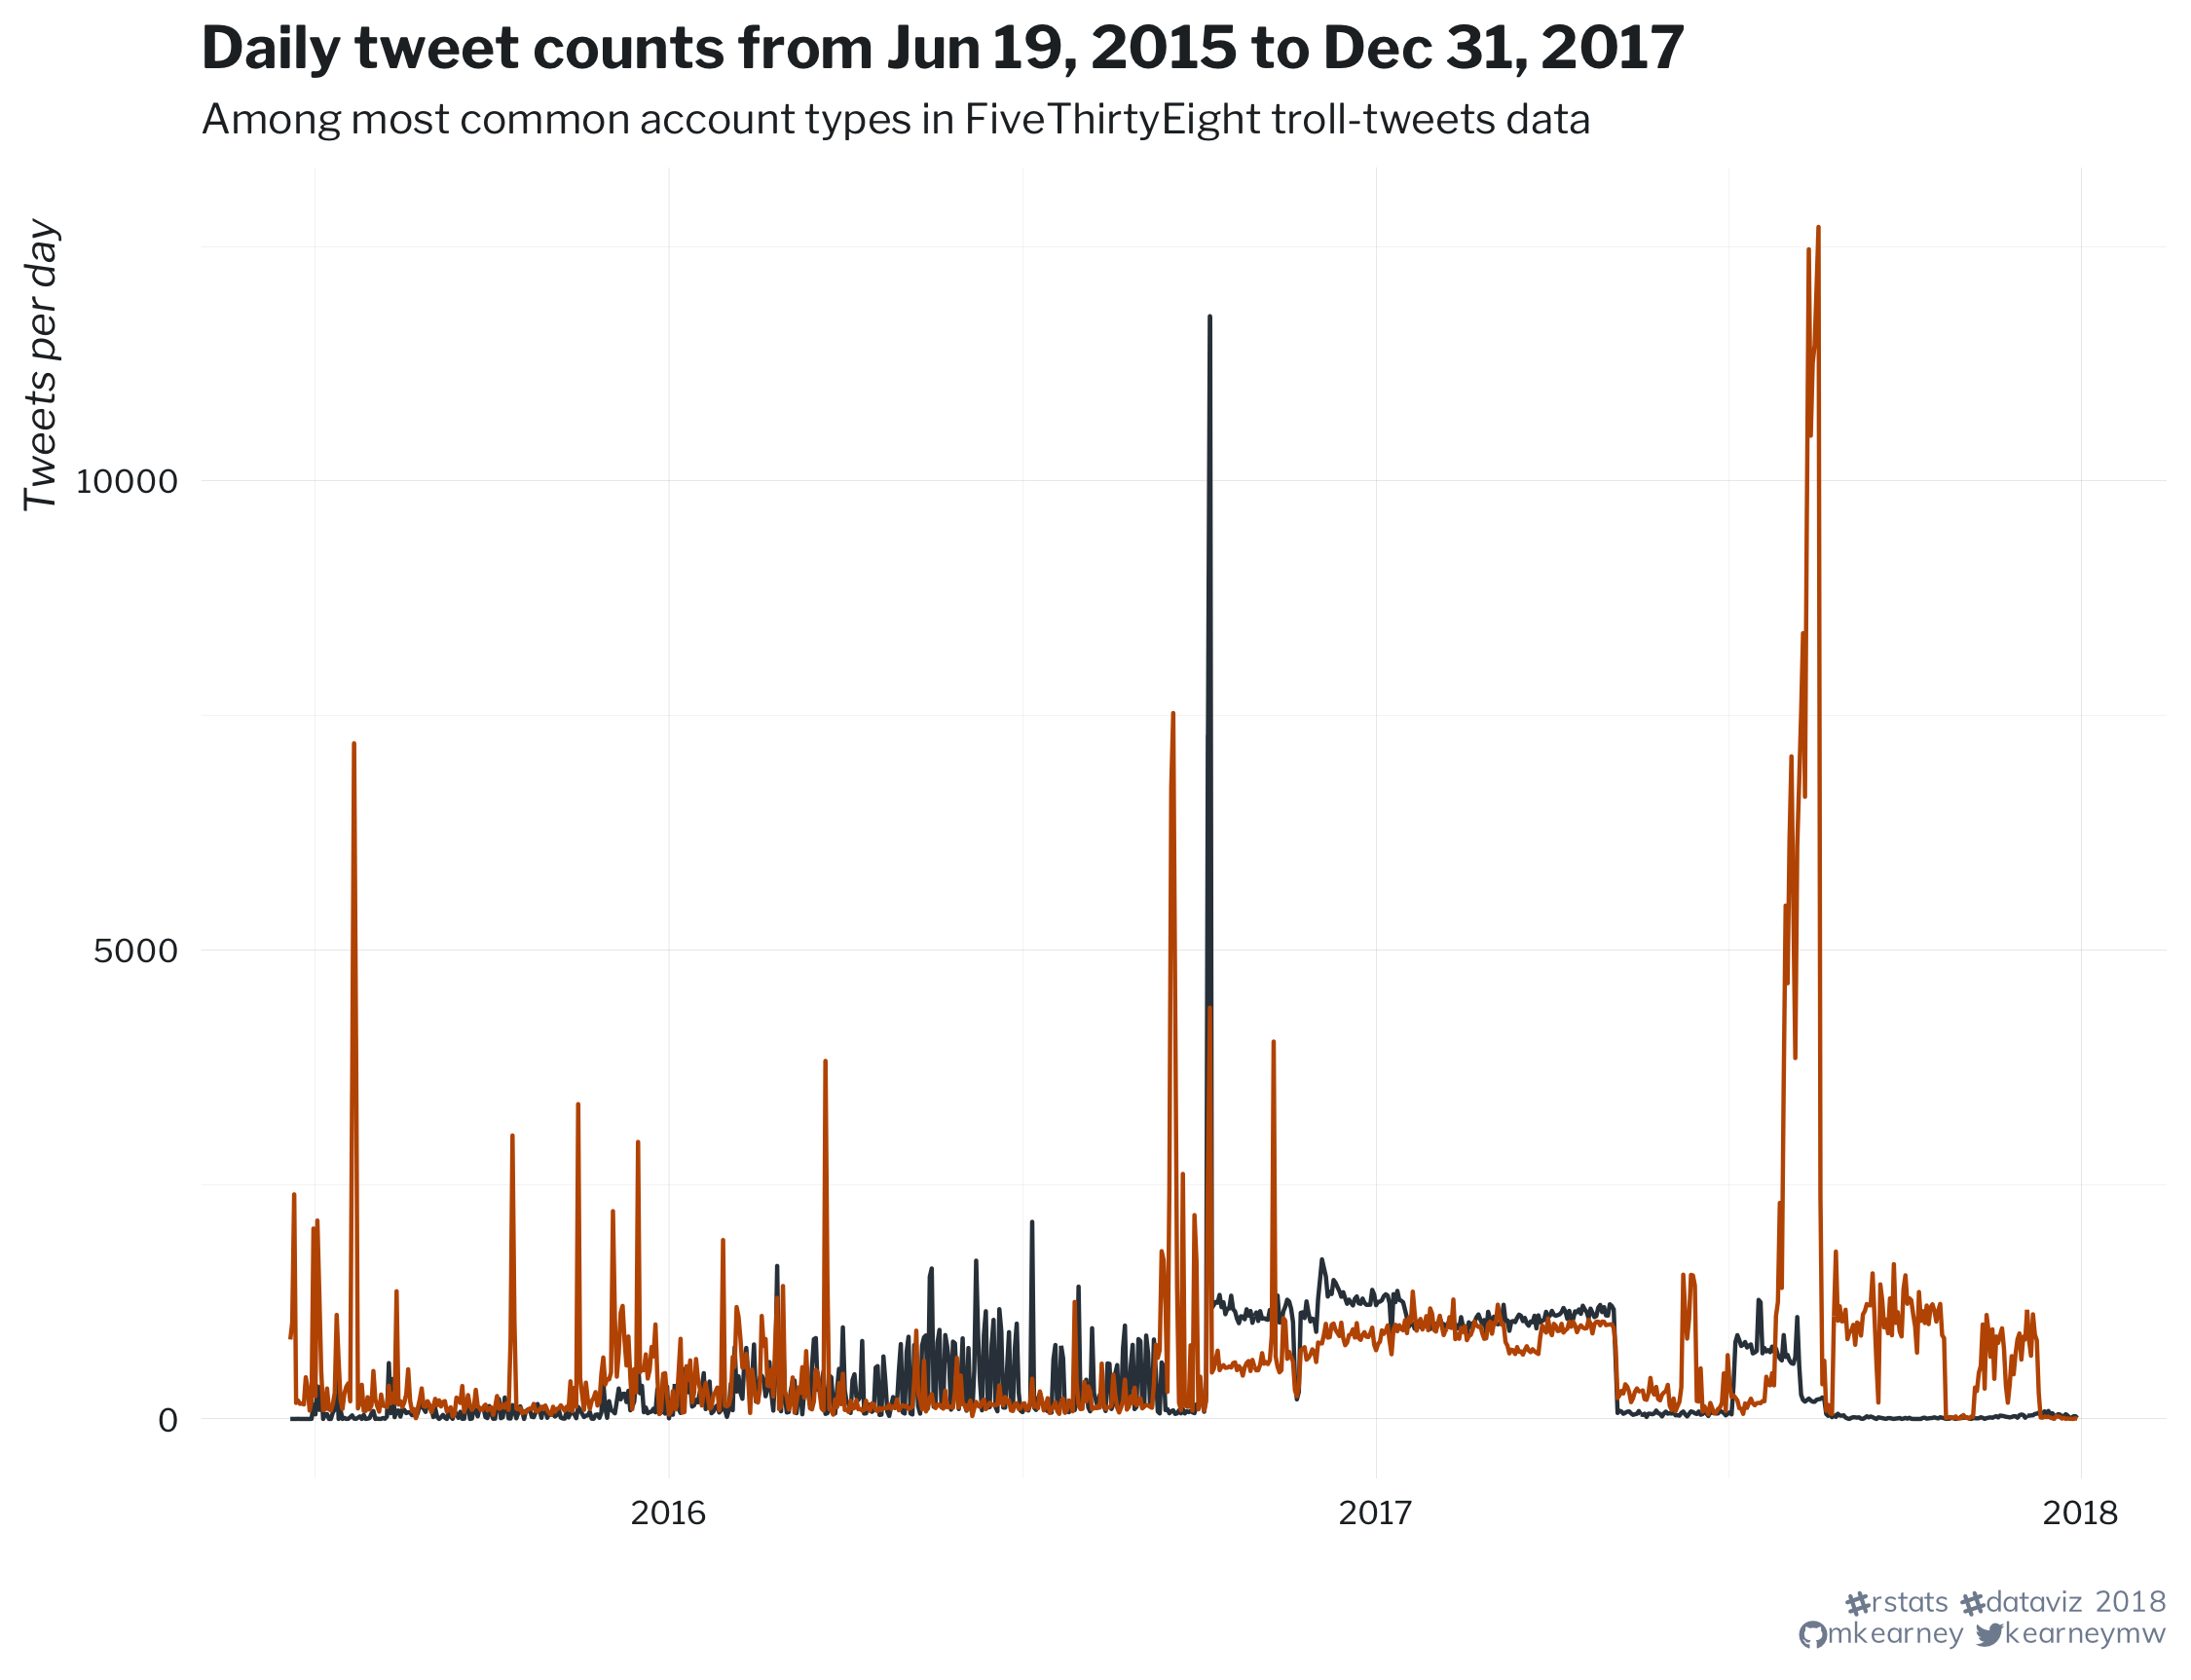 Daily tweet counts from Jun 19, 2015 to Dec 31, 2017
Among most common account types in FiveThirtyEight troll-tweets data
Tweets per day
10000
5000
0
2016
2017
2018
#rstats #dataviz 2018
mkearney kearneymw